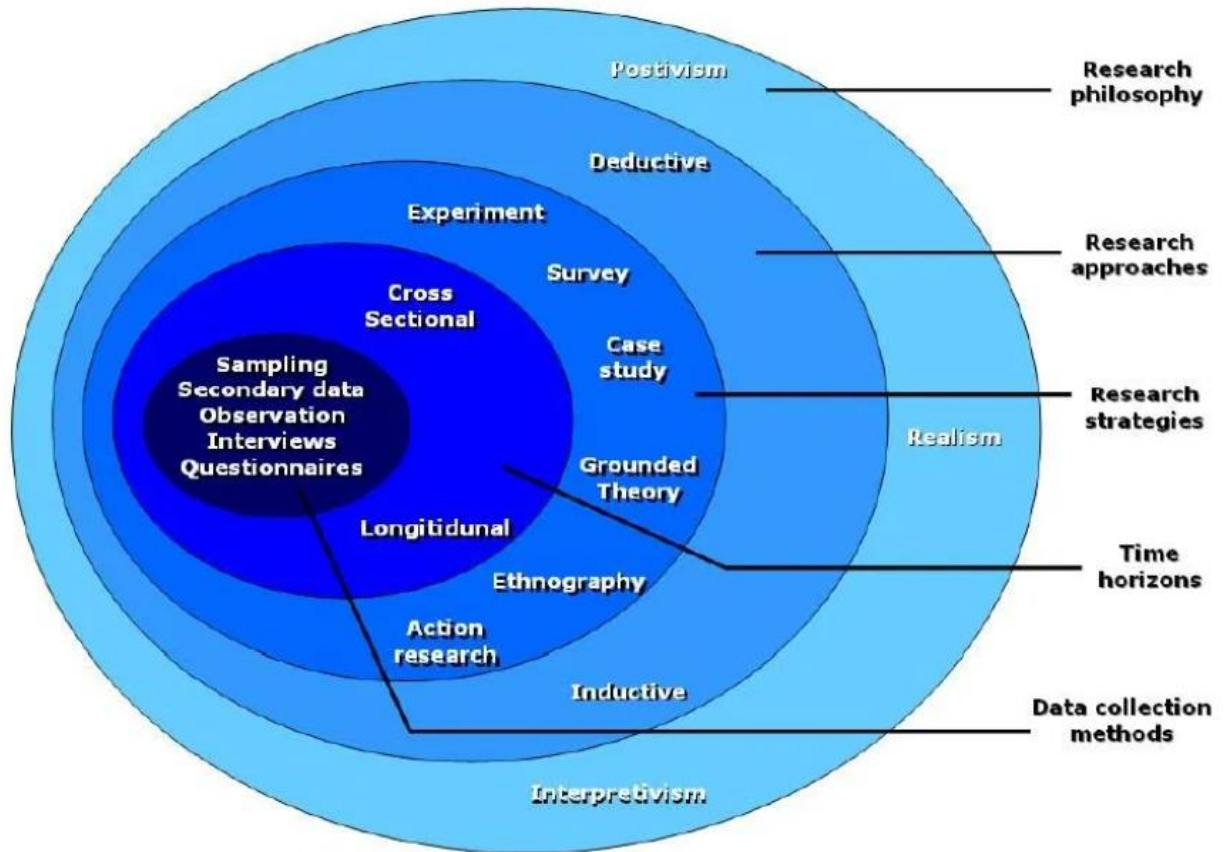 Postivism
Research
philosophy
Deductive
Experiment
Research
approaches
Survey
Cross
Sectional
Case
study
Sampling
Secondary data
Observation
Interviews
Questionnaires
Research
strategies
Realism
Grounded
Theory
Longitidunal
Ethnography
Time
horizons
Action
research
Inductive
Data collection
methods
Interpretivism